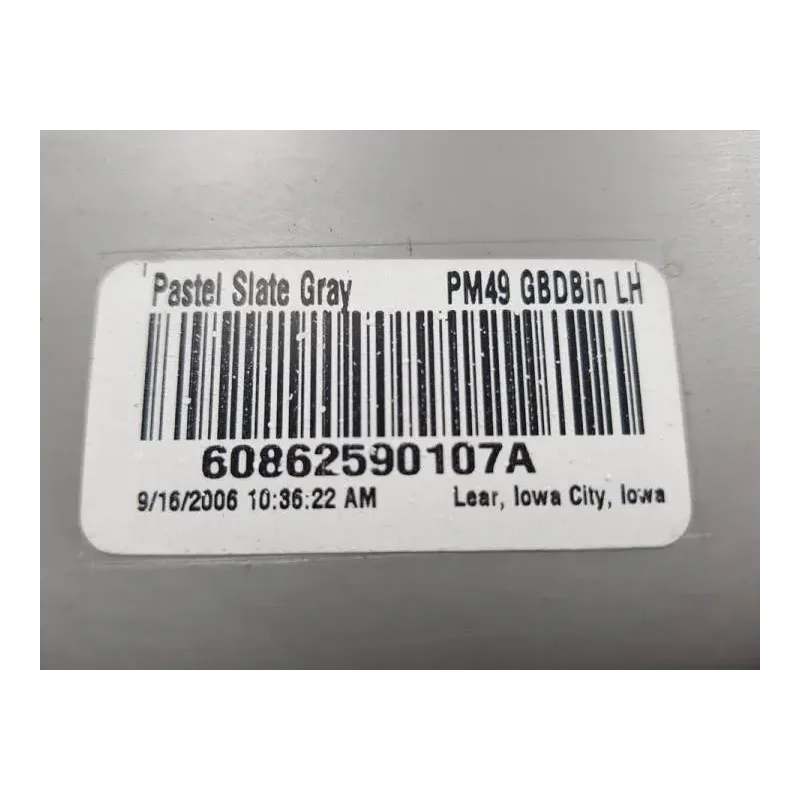 Pastel Slate Gray PM49 GBDBin LH
60862590107A
9/16/2006 10:36:22 AM Lear, Iowa City, Iowa